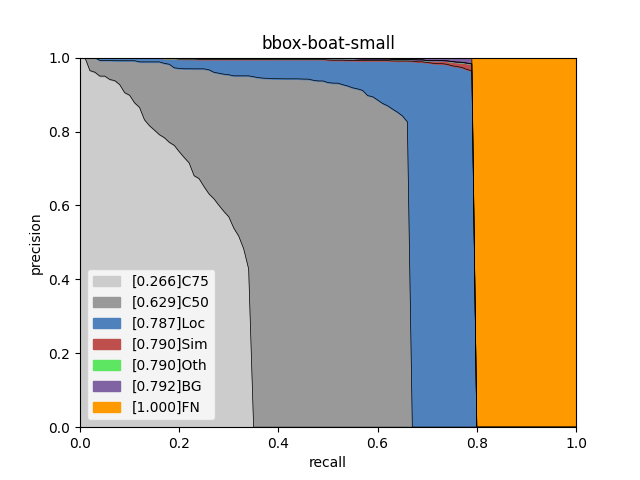 bbox-boat-small
1.0
0.8
0.6
0.4
0.2
0.0
precision
[0.266]C75
[0.629]C50
[0.787]Loc
[0.790]Sim
[0.790]Oth
[0.792]BG
[1.000]FN
0.0 0.2 0.4 0.6 0.8 1.0
recall